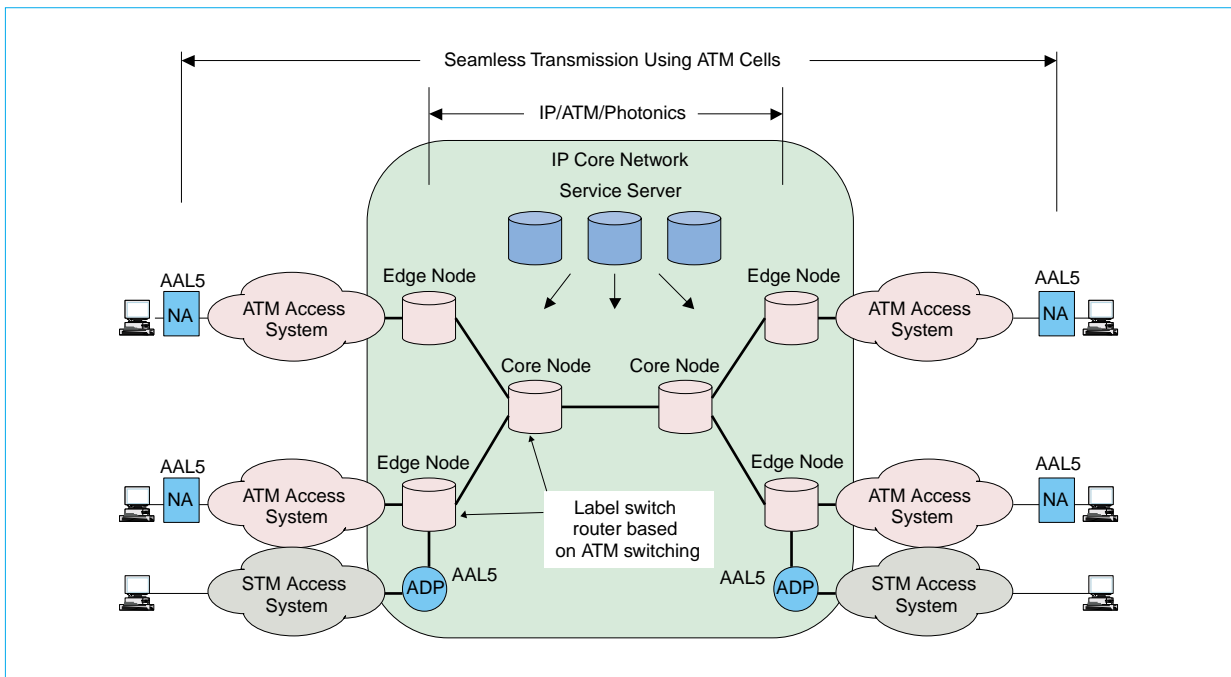 Seamless Transmission Using ATM Cells
IP/ATM/Photonics
IP Core Network
Service Server
AAL5
NA
ATM Access
System
Edge Node
Edge Node
ATM Access
System
AAL5
NA
Core Node
Core Node
AAL5
NA
ATM Access
System
Edge Node
Edge Node
ATM Access
System
AAL5
NA
Label switch
router based
on ATM switching
STM Access
System
ADP
AAL5
AAL5
ADP
STM Access
System